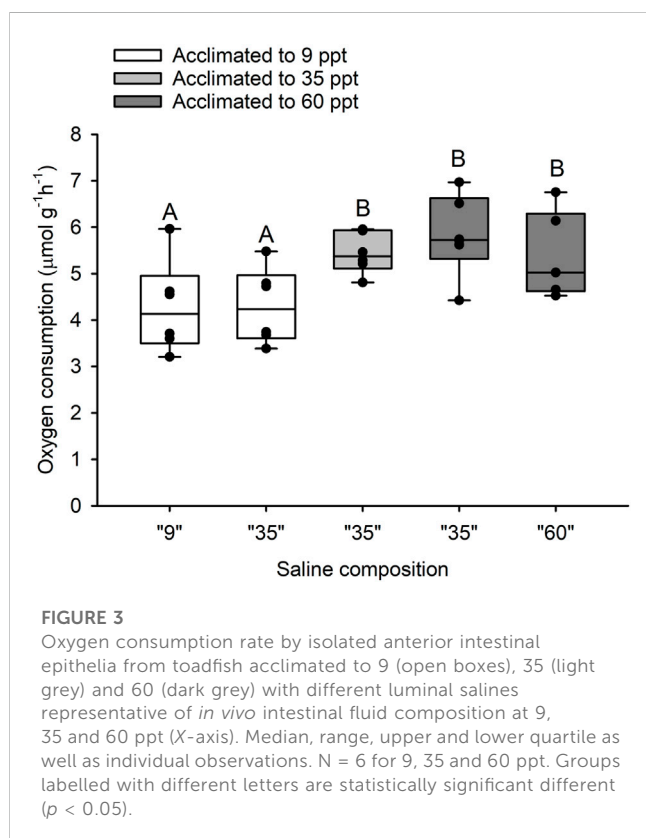 Acclimated to 9 ppt
Acclimated to 35 ppt
Acclimated to 60 ppt
Oxygen consumption (µmol g⁻¹h⁻¹)
8
7
6
5
4
3
2
1
0
A
A
B
B
B
"9"
"35"
"35"
"35"
"60"
Saline composition
FIGURE 3
Oxygen consumption rate by isolated anterior intestinal
epithelia from toadfish acclimated to 9 (open boxes), 35 (light
grey) and 60 (dark grey) with different luminal salines
representative of in vivo intestinal fluid composition at 9,
35 and 60 ppt (X-axis). Median, range, upper and lower quartile as
well as individual observations. N = 6 for 9, 35 and 60 ppt. Groups
labelled with different letters are statistically significant different
(p < 0.05).